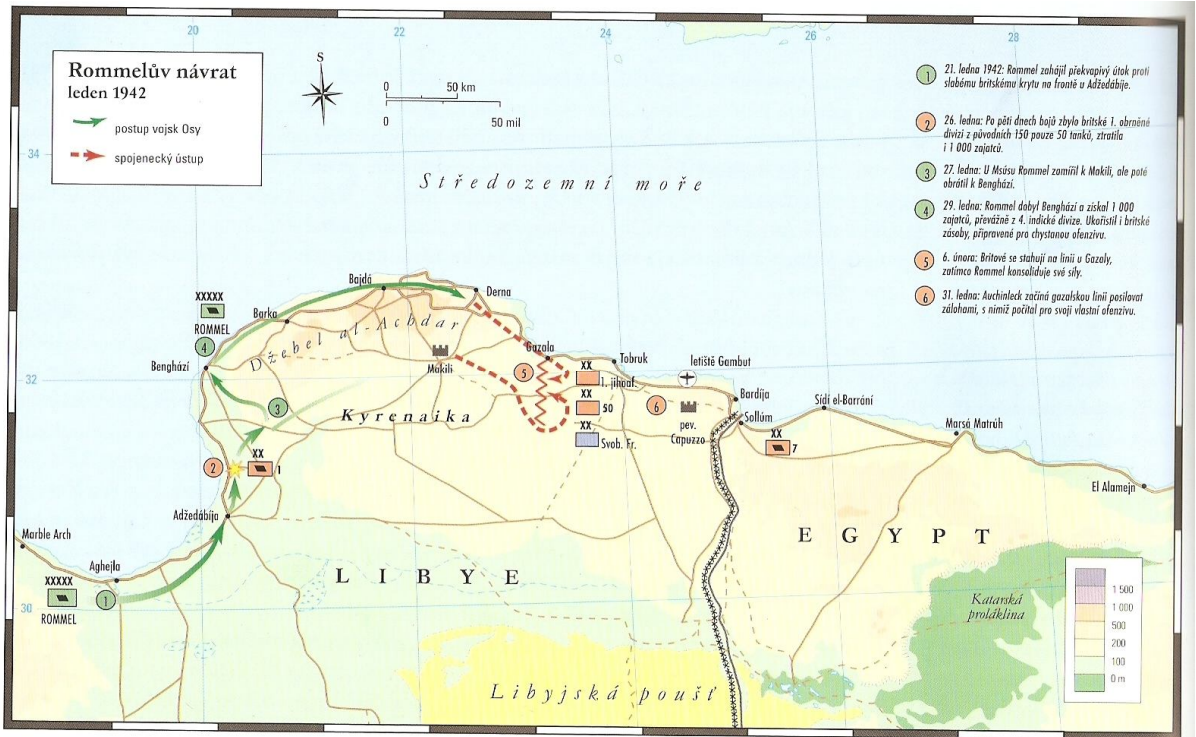 20
22
24
26
28
Rommelův návrat
leden 1942
postup vojsk Osy
spojenecký ústup
S
0 50 km
0 50 mil
1 21. ledna 1942: Rommel zahájil překvapivý útok proti
slabému britskému krytu na frontě u Adžedábíje.
2 26. ledna: Po pěti dnech bojů zbylo britské 1. obrněné
divizi z původních 150 pouze 50 tanků, ztratila
i 1 000 zajatců.
3 27. ledna: U Msúsu Rommel zamířil k Makili, ale poté
obrátil k Benghází.
4 29. ledna: Rommel dobyl Benghází a získal 1 000
zajatců, převážně z 4. indické divize. Ukořistil i britské
zásoby, připravené pro chystanou ofenzivu.
5 6. února: Britové se stahují na linii u Gazaly,
zatímco Rommel konsoliduje své síly.
6 31. ledna: Auchinleck začíná gazalskou linii posilovat
zálohami, s nimiž počítal pro svoji vlastní ofenzivu.
34
Středozemní moře
Bajdá
Derna
XXXXX
ROMMEL
4
Barka
Džebel al-Achdar
Benghází
Makili
Gazala
Tobruk
letiště Gambut
32
5
XX
1. jihoaf.
XX
50
XX
Svob. Fr.
6
pev.
Capuzzo
Bardíja
Sollúm
Sídí el-Barrání
Marsá Matrúh
XX
7
El Alamejn
3
Kyrenaika
2
XX
1
Adžedábíja
Marble Arch
Aghejla
XXXXX
ROMMEL
1
30
LIBYE
EGYPT
Katarská
proláklina
Libyjská poušť
1 500
1 000
500
200
100
0 m